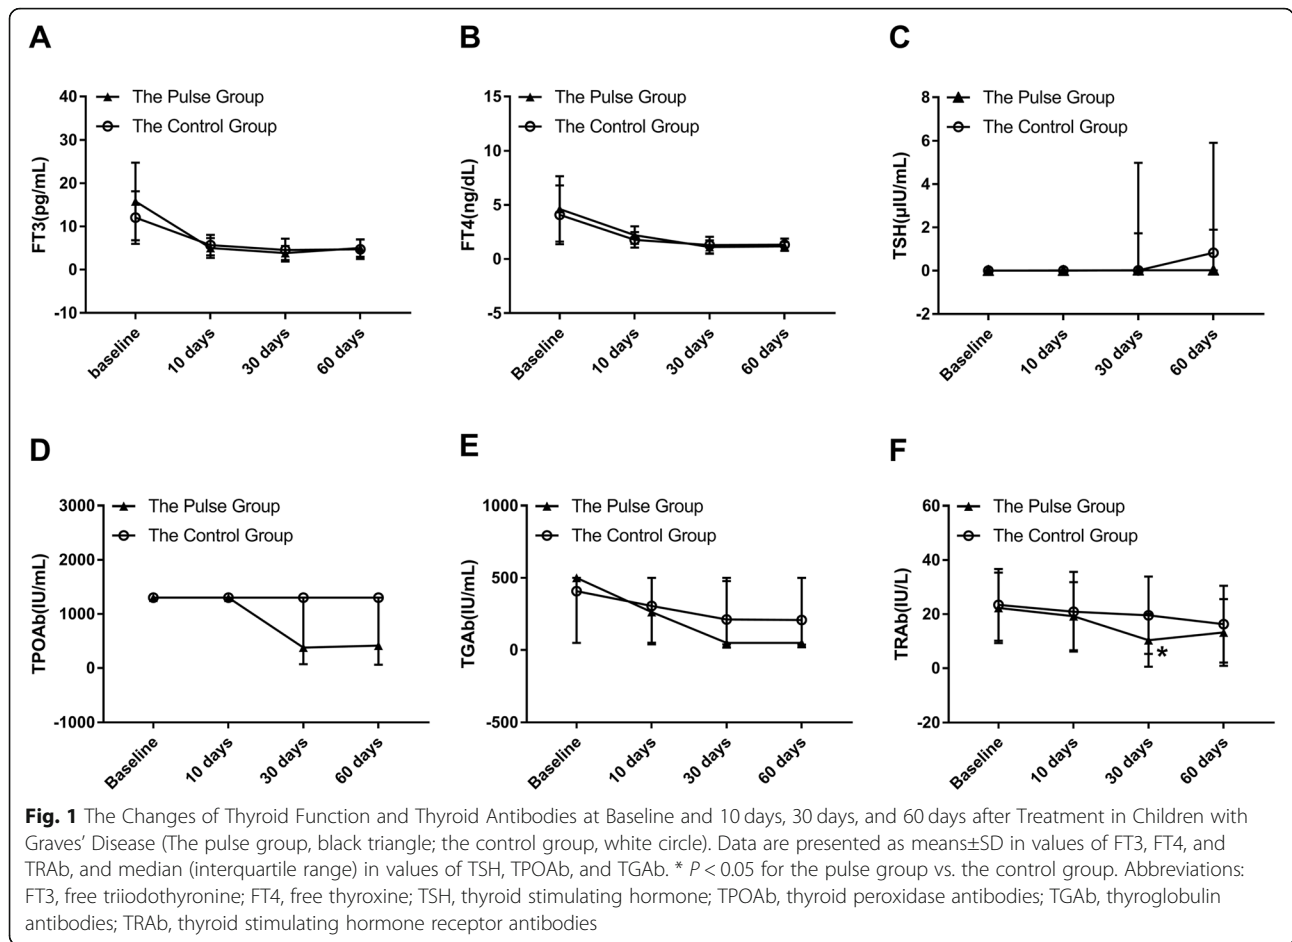 A
40
30
20
10
0
-10
FT3(pg/mL)
The Pulse Group
The Control Group
baseline
10 days
30 days
60 days
B
15
10
5
0
-5
FT4(ng/dL)
The Pulse Group
The Control Group
Baseline
10 days
30 days
60 days
C
8
6
4
2
0
-2
TSH(μIU/mL)
The Pulse Group
The Control Group
Baseline
10 days
30 days
60 days
D
3000
2000
1000
0
-1000
TPOAb(IU/mL)
The Pulse Group
The Control Group
Baseline
10 days
30 days
60 days
E
1000
500
0
-500
TGAb(IU/mL)
The Pulse Group
The Control Group
Baseline
10 days
30 days
60 days
F
60
40
20
0
-20
TRAb(IU/L)
The Pulse Group
The Control Group
*
Baseline
10 days
30 days
60 days
Fig. 1 The Changes of Thyroid Function and Thyroid Antibodies at Baseline and 10 days, 30 days, and 60 days after Treatment in Children with
Graves’ Disease (The pulse group, black triangle; the control group, white circle). Data are presented as means±SD in values of FT3, FT4, and
TRAb, and median (interquartile range) in values of TSH, TPOAb, and TGAb. * P < 0.05 for the pulse group vs. the control group. Abbreviations:
FT3, free triiodothyronine; FT4, free thyroxine; TSH, thyroid stimulating hormone; TPOAb, thyroid peroxidase antibodies; TGAb, thyroglobulin
antibodies; TRAb, thyroid stimulating hormone receptor antibodies